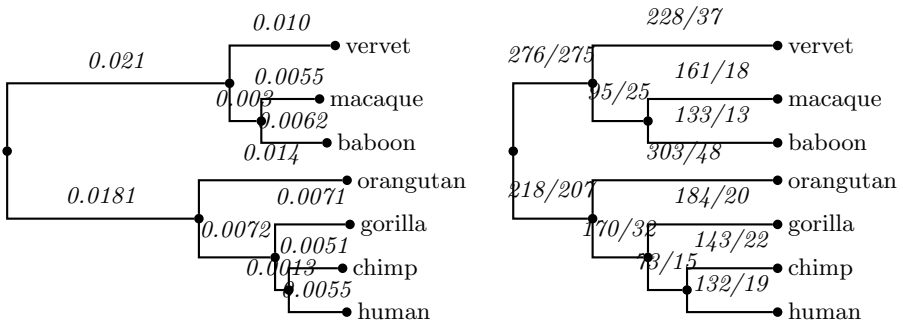 0.010
vervet
0.021
0.0055
0.003
macaque
0.0062
baboon
0.014
orangutan
0.0181
0.0071
gorilla
0.0072
0.0051
chimp
0.0013
0.0055
human
228/37
vervet
276/275
161/18
95/25
macaque
133/13
baboon
303/48
orangutan
218/207
184/20
gorilla
170/32
143/22
chimp
73/15
132/19
human